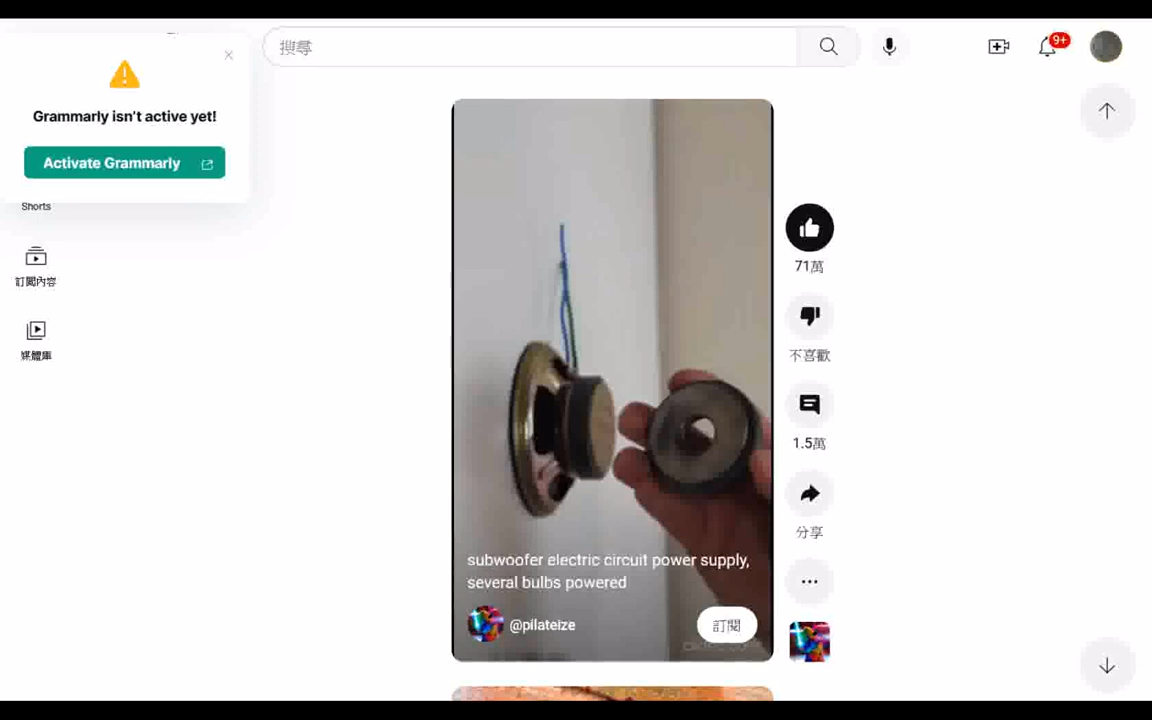 搜尋
9+
Grammarly isn't active yet!
Activate Grammarly
Shorts
訂閱內容
媒體庫
71萬
不喜歡
1.5萬
分享
subwoofer electric circuit power supply,
several bulbs powered
@pilateize
訂閱